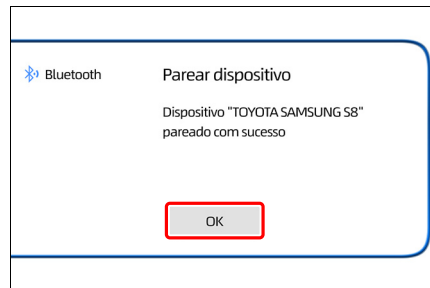 Bluetooth
Parear dispositivo
Dispositivo "TOYOTA SAMSUNG S8"
pareado com sucesso
OK